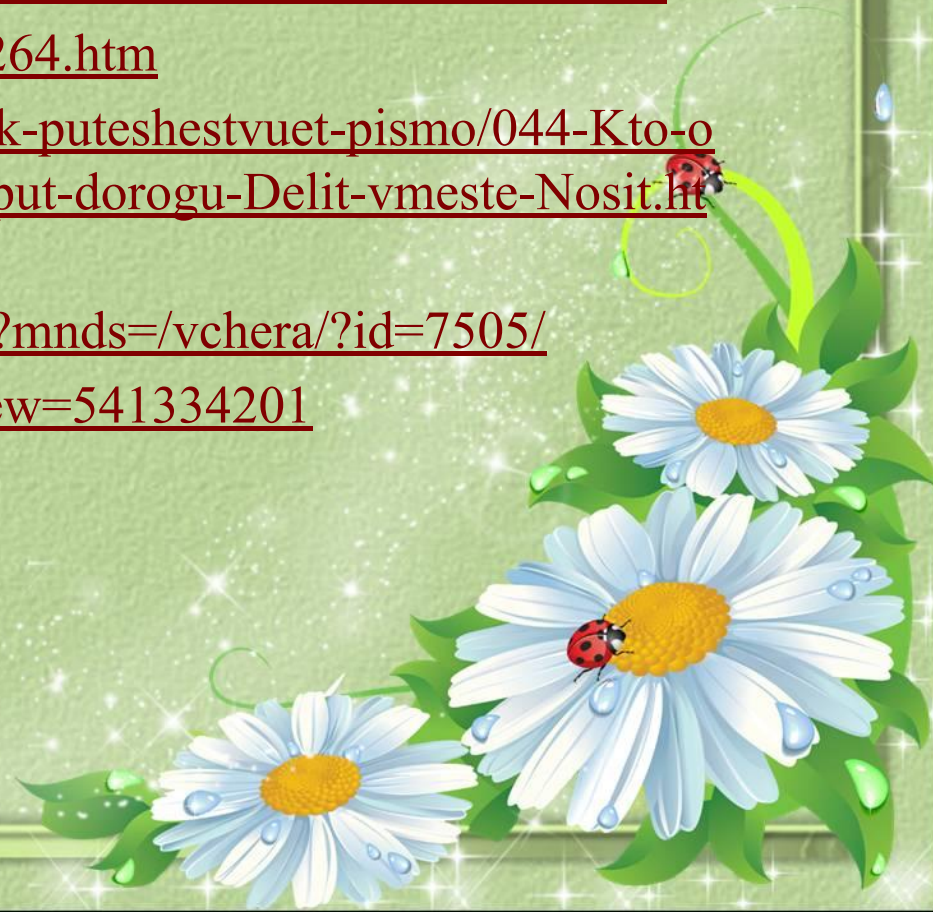 264.htm
k-puteshestvuet-pismo/044-Kto-o
put-dorogu-Delit-vmeste-Nosit.ht
?mnds=/vchera/?id=7505/
ew=541334201